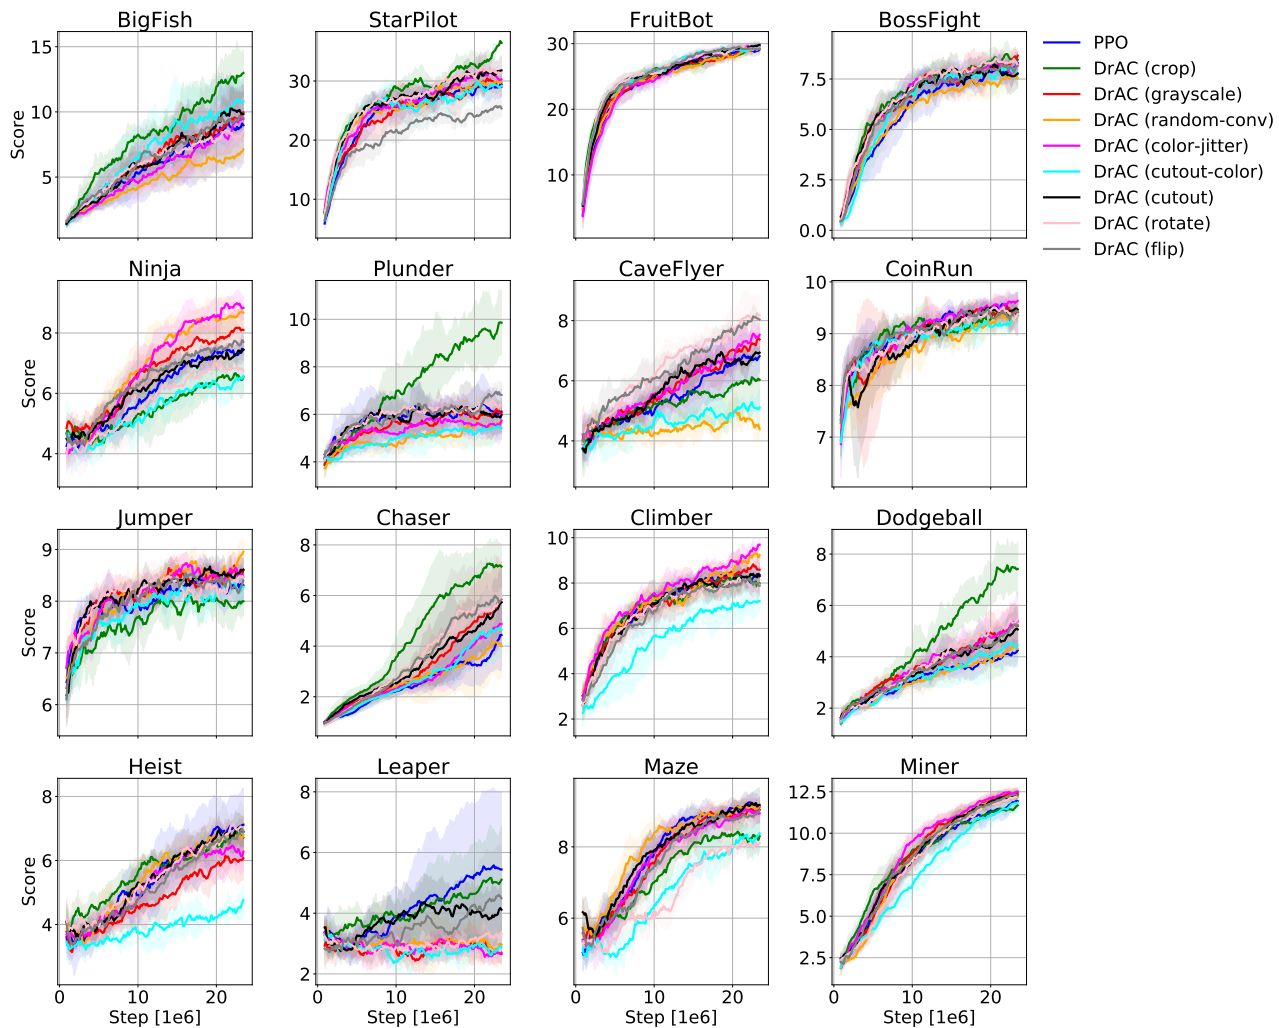 BigFish StarPilot FruitBot BossFight
15 10 5 Score
30 20 10
30 20 10
7.5 5.0 2.5 0.0
PPO
DrAC (crop)
DrAC (grayscale)
DrAC (random-conv)
DrAC (color-jitter)
DrAC (cutout-color)
DrAC (cutout)
DrAC (rotate)
DrAC (flip)
Ninja Plunder CaveFlyer CoinRun
8 6 4 Score
10 8 6 4
8 6 4
10 9 8 7
Jumper Chaser Climber Dodgeball
9 8 7 6 Score
8 6 4 2
10 8 6 4 2
8 6 4 2
Heist Leaper Maze Miner
8 6 4 Score
8 6 4 2
8 6
12.5 10.0 7.5 5.0 2.5
0 10 20 0 10 20 0 10 20 0 10 20
Step [1e6] Step [1e6] Step [1e6] Step [1e6]